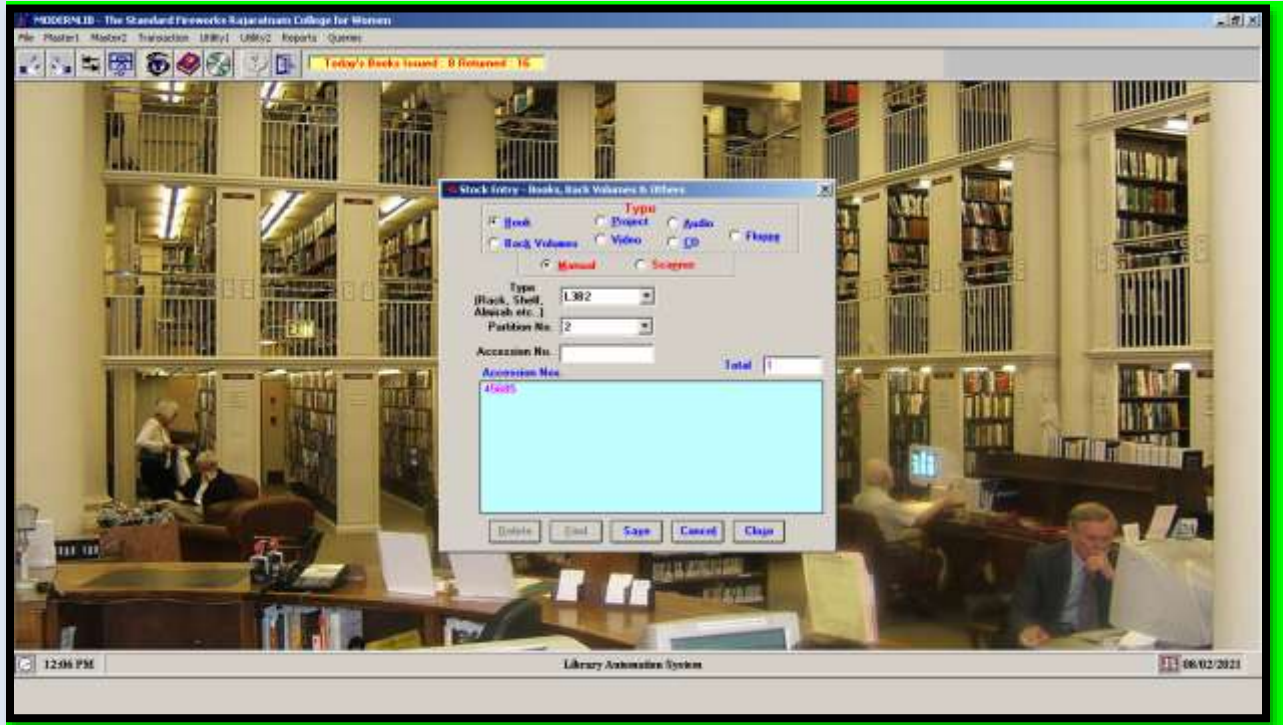 MODERNLIB - The Standard Fireworks Rajaratnam College for Women
File Master1 Master2 Transaction Utility1 Utility2 Reports Queries
Today's Books Issued : 8 Returned : 16
Stock Entry - Books, Back Volumes & Others
Type
Book Project Audio
Back Volumes Video CD Floppy
Manual Scanner
Type
(Rack, Shelf, L3B2
Almirah etc..)
Partition No. 2
Accession No.
Total 1
Accession Nos.
45685
Delete Find Save Cancel Close
12:06 PM Library Automation System 08/02/2021